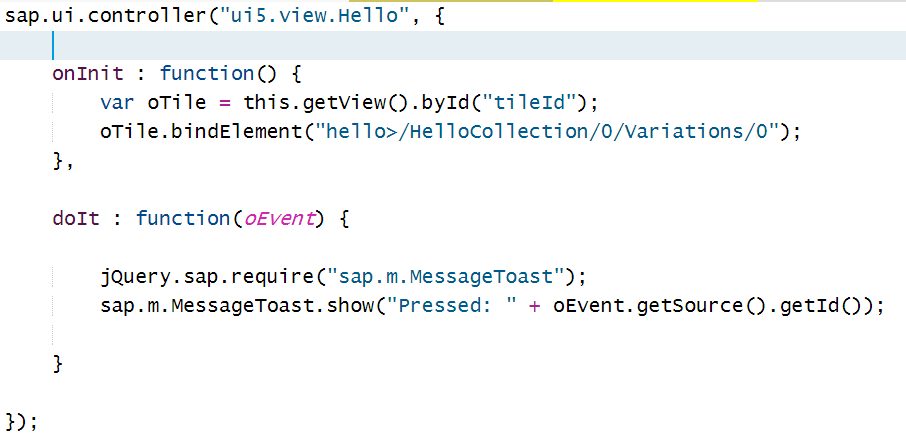 sap.ui.controller("ui5.view.Hello", {
onInit : function() {
var oTile = this.getView().byId("tileId");
oTile.bindElement("hello>/HelloCollection/0/Variations/0");
},
doIt : function(oEvent) {
jQuery.sap.require("sap.m.MessageToast");
sap.m.MessageToast.show("Pressed: " + oEvent.getSource().getId());
}
});